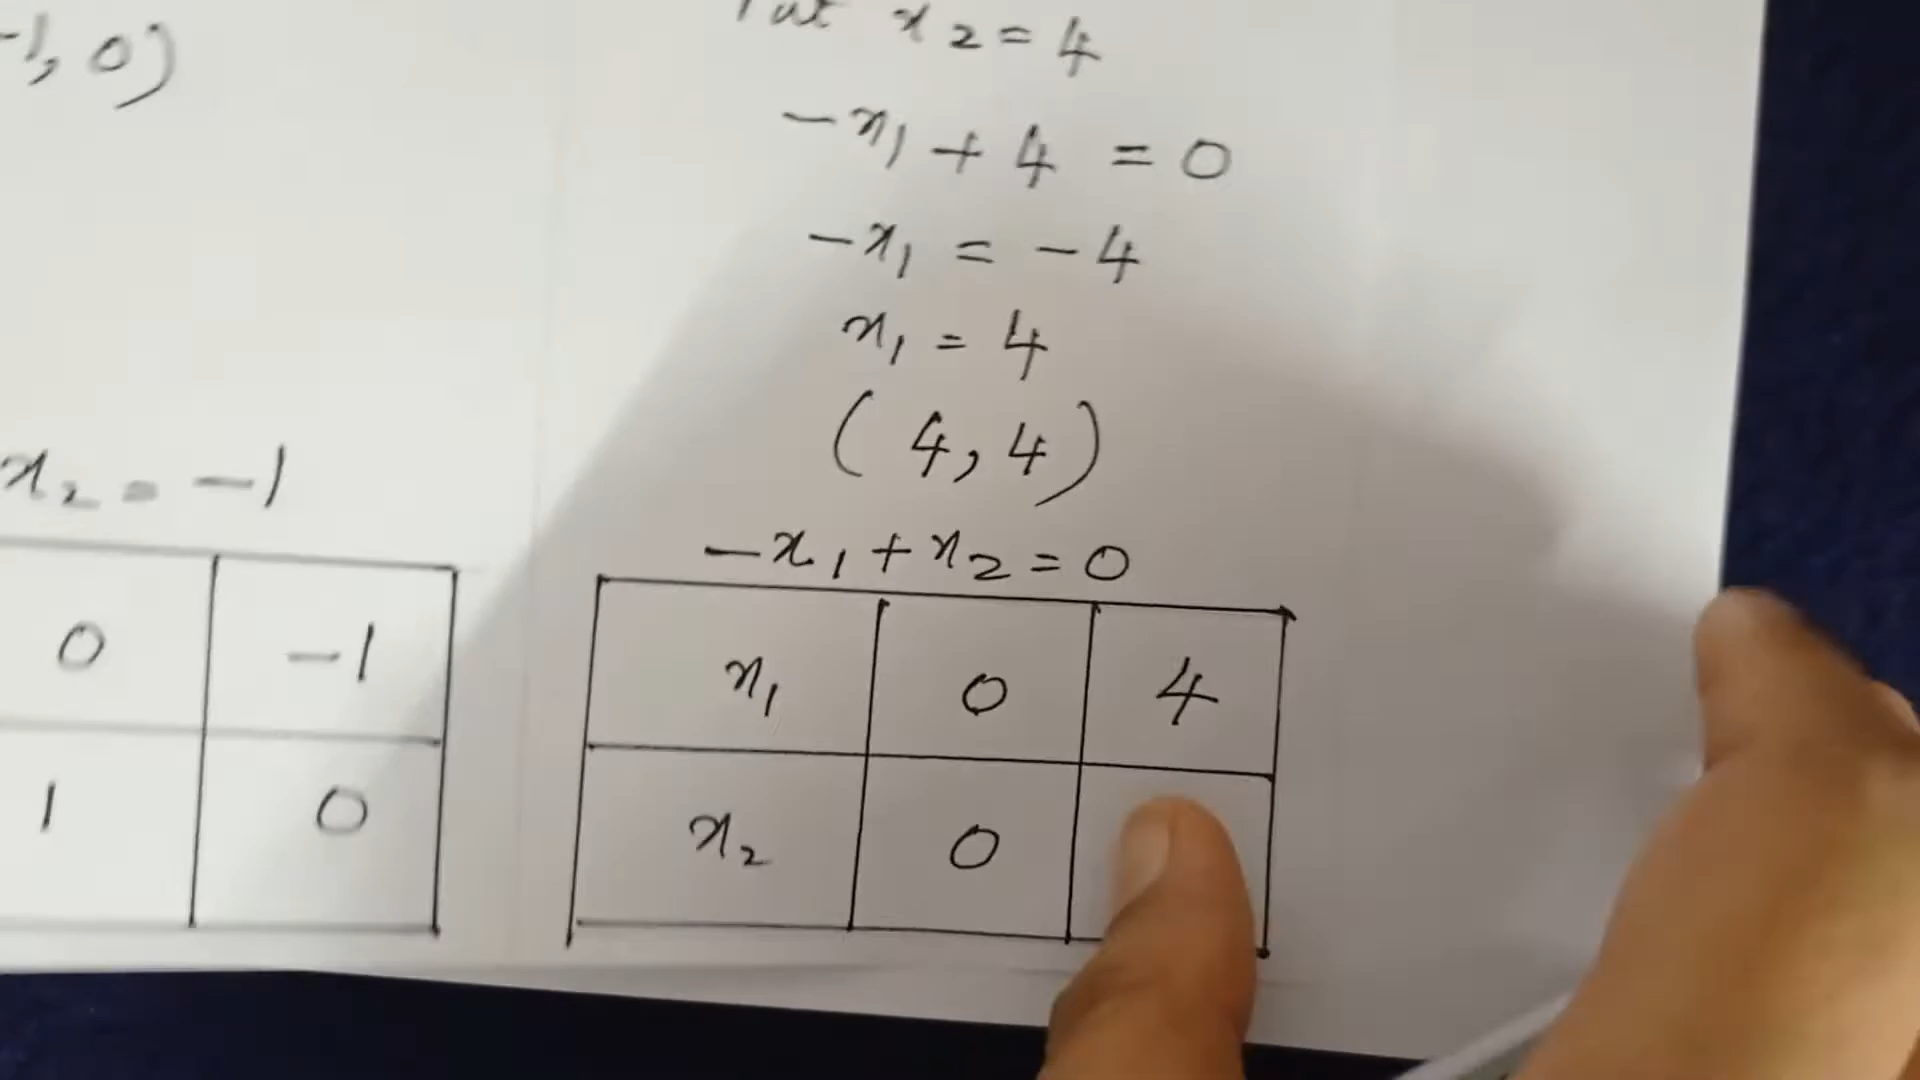 -1, 0)
x2 = -1
0 -1
1 0
Put x2 = 4
-x1 + 4 = 0
-x1 = -4
x1 = 4
(4, 4)
-x1 + x2 = 0
x1 0 4
x2 0